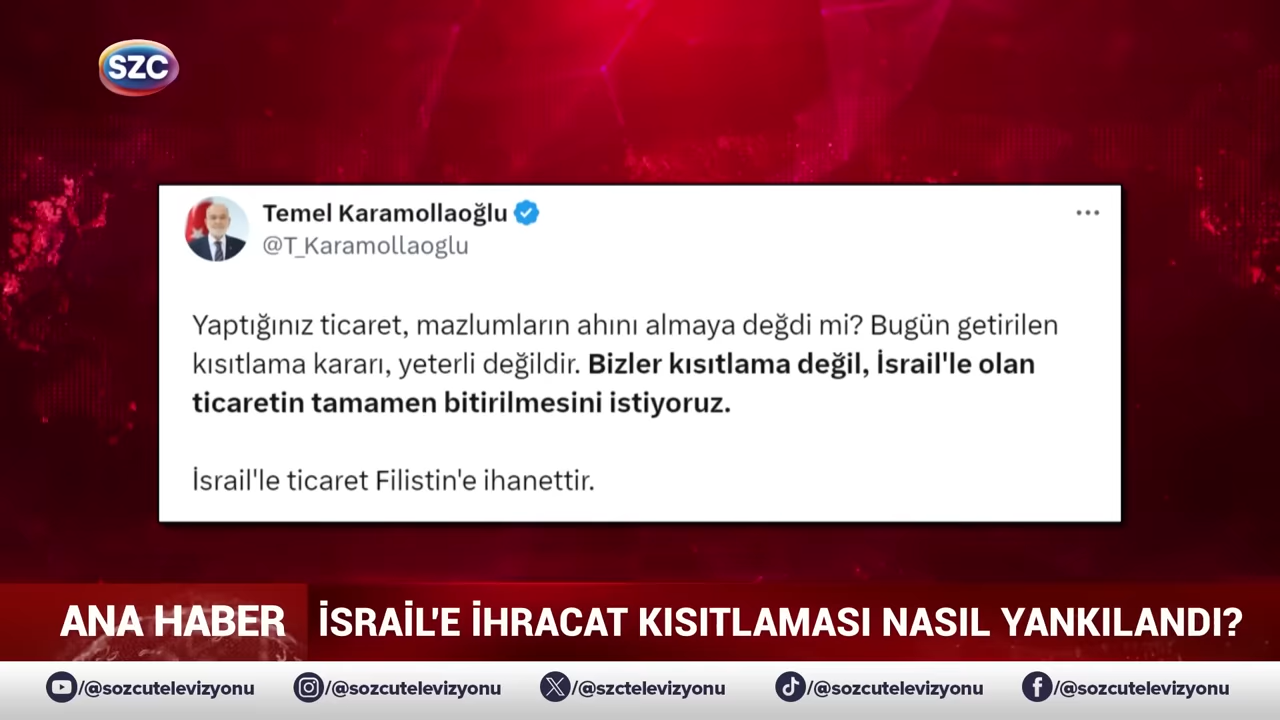 SZC
Temel Karamollaoğlu
@T_Karamollaoglu
Yaptığınız ticaret, mazlumların ahını almaya değdi mi? Bugün getirilen
kısıtlama kararı, yeterli değildir. Bizler kısıtlama değil, İsrail'le olan
ticaretin tamamen bitirilmesini istiyoruz.
İsrail'le ticaret Filistin'e ihanettir.
ANA HABER İSRAİL'E İHRACAT KISITLAMASI NASIL YANKILANDI?
/@sozcutelevizyonu /@sozcutelevizyonu /@szctelevizyonu /@sozcutelevizyonu /@sozcutelevizyonu